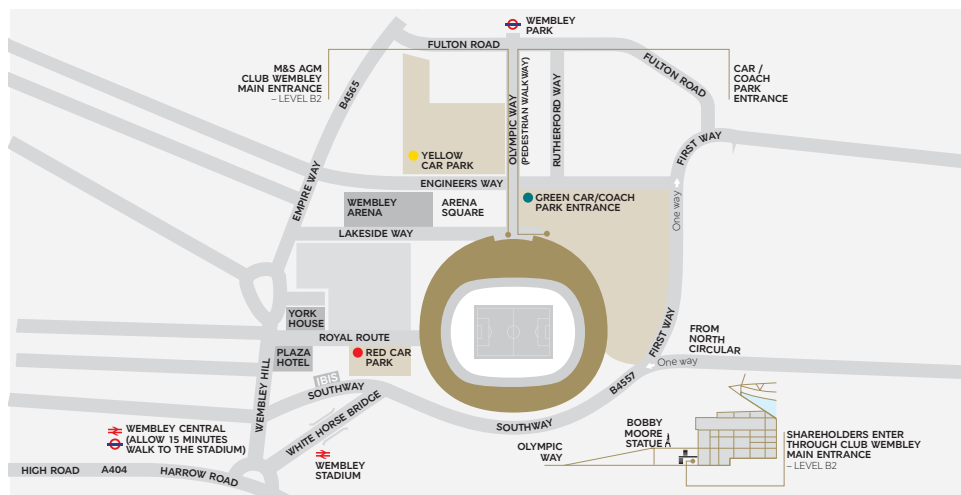 WEMBLEY
PARK
FULTON ROAD
M&S AGM
CLUB WEMBLEY
MAIN ENTRANCE
– LEVEL B2
B4565
OLYMPIC WAY
(PEDESTRIAN WALKWAY)
RUTHERFORD WAY
FULTON ROAD
CAR /
COACH
PARK
ENTRANCE
FIRST WAY
YELLOW
CAR PARK
EMPIRE WAY
ENGINEERS WAY
WEMBLEY
ARENA
ARENA
SQUARE
GREEN CAR/COACH
PARK ENTRANCE
One way
LAKESIDE WAY
YORK
HOUSE
ROYAL ROUTE
PLAZA
HOTEL
RED CAR
PARK
FIRST WAY
FROM
NORTH
CIRCULAR
One way
IBIS
SOUTHWAY
WEMBLEY HILL
WHITE HORSE BRIDGE
B4557
SOUTHWAY
WEMBLEY CENTRAL
(ALLOW 15 MINUTES
WALK TO THE STADIUM)
WEMBLEY
STADIUM
HIGH ROAD
A404
HARROW ROAD
OLYMPIC
WAY
BOBBY
MOORE
STATUE
SHAREHOLDERS ENTER
THROUGH CLUB WEMBLEY
MAIN ENTRANCE
– LEVEL B2